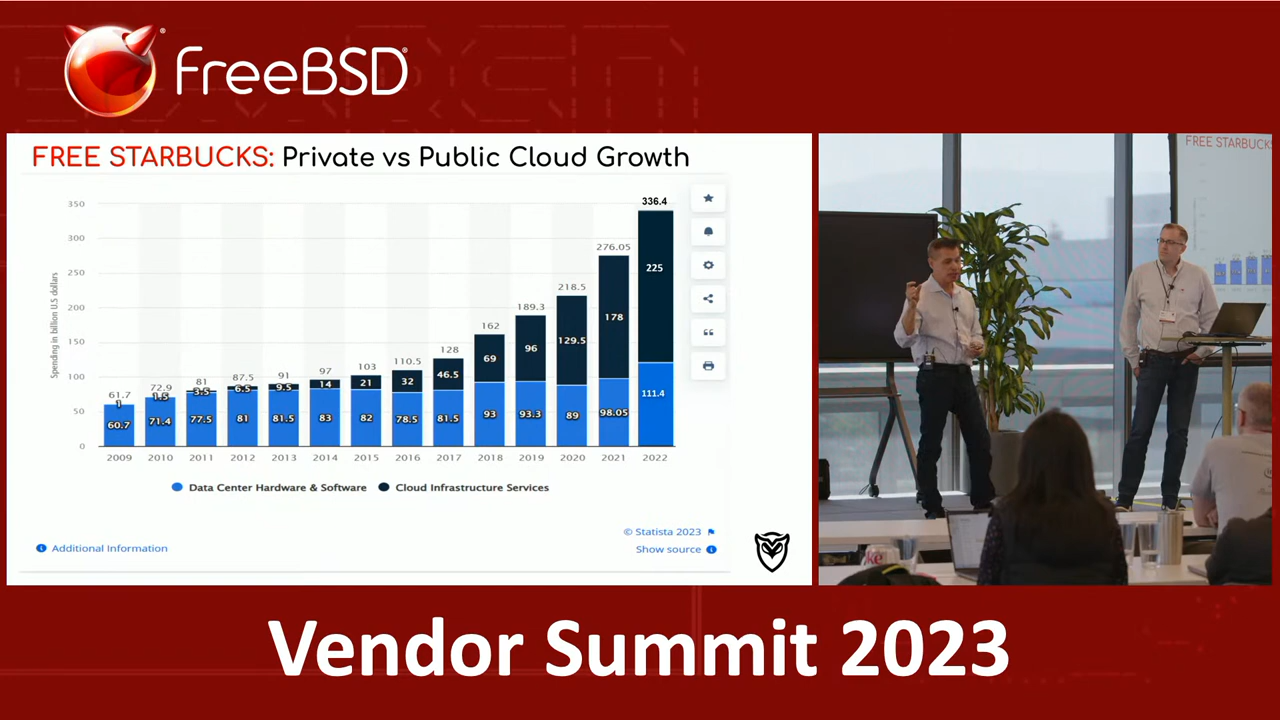 FreeBSD®
FREE STARBUCKS: Private vs Public Cloud Growth
Spending in billion U.S dollars
350
300
250
200
150
100
50
0
61.7 72.9 81 87.5 91 97 103 110.5 128 162 189.3 218.5 276.05 336.4
1 1.5 3.5 6.5 9.5 14 21 32 46.5 69 96 129.5 178 225
60.7 71.4 77.5 81 81.5 83 82 78.5 81.5 93 93.3 89 98.05 111.4
2009 2010 2011 2012 2013 2014 2015 2016 2017 2018 2019 2020 2021 2022
Data Center Hardware & Software Cloud Infrastructure Services
© Statista 2023
Additional Information
Show source
FREE STARBUCKS
Vendor Summit 2023